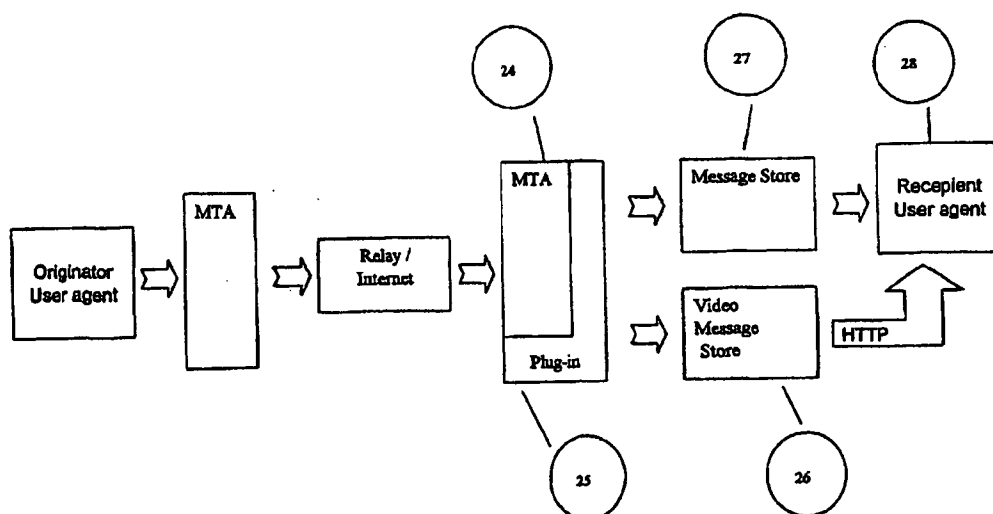 24
27
28
MTA
Message Store
Recepient
User agent
MTA
Originator
User agent
Relay /
Internet
Video
Message
Store
HTTP
Plug-in
25
26